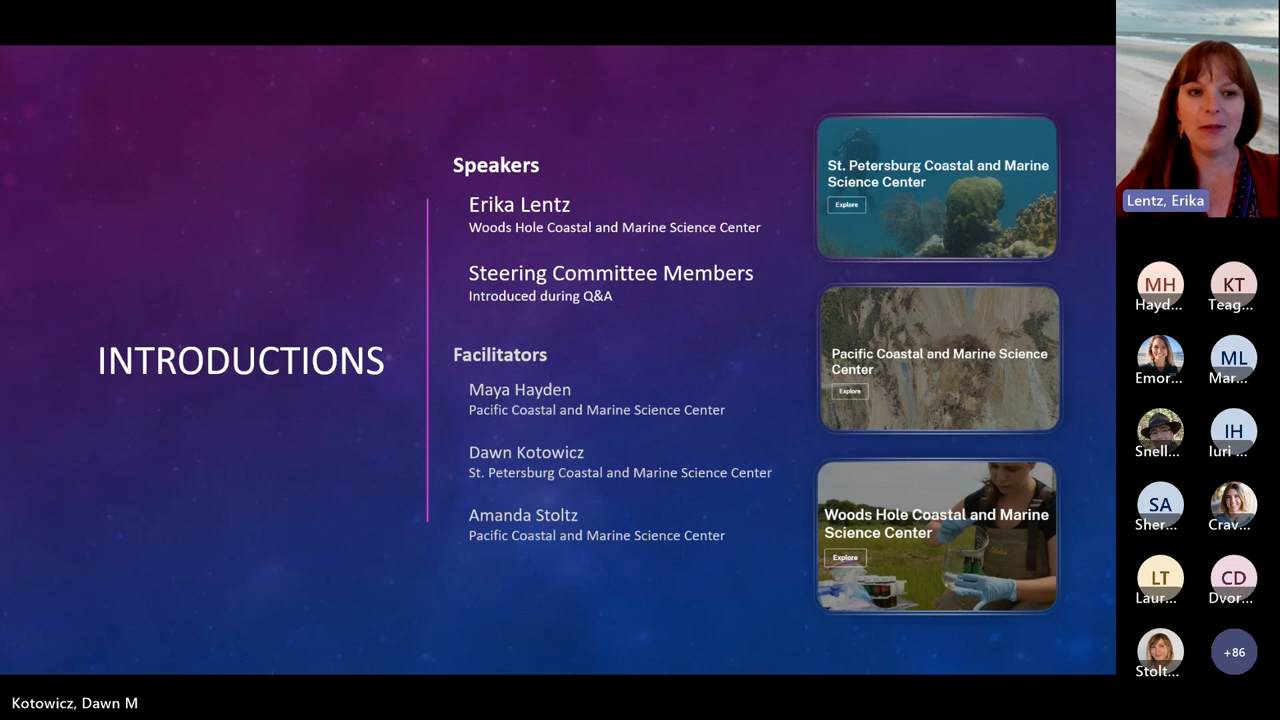 INTRODUCTIONS
Speakers
Erika Lentz
Woods Hole Coastal and Marine Science Center
Steering Committee Members
Introduced during Q&A
Facilitators
Maya Hayden
Pacific Coastal and Marine Science Center
Dawn Kotowicz
St. Petersburg Coastal and Marine Science Center
Amanda Stoltz
Pacific Coastal and Marine Science Center
St. Petersburg Coastal and Marine
Science Center
Explore
Pacific Coastal and Marine Science
Center
Explore
Woods Hole Coastal and Marine
Science Center
Explore
Lentz, Erika
MH
Hayd...
KT
Teag...
Emor...
ML
Mar...
Snell...
IH
Iuri ...
SA
Sher...
Crav...
LT
Laur...
CD
Dvor...
Stolt...
+86
Kotowicz, Dawn M